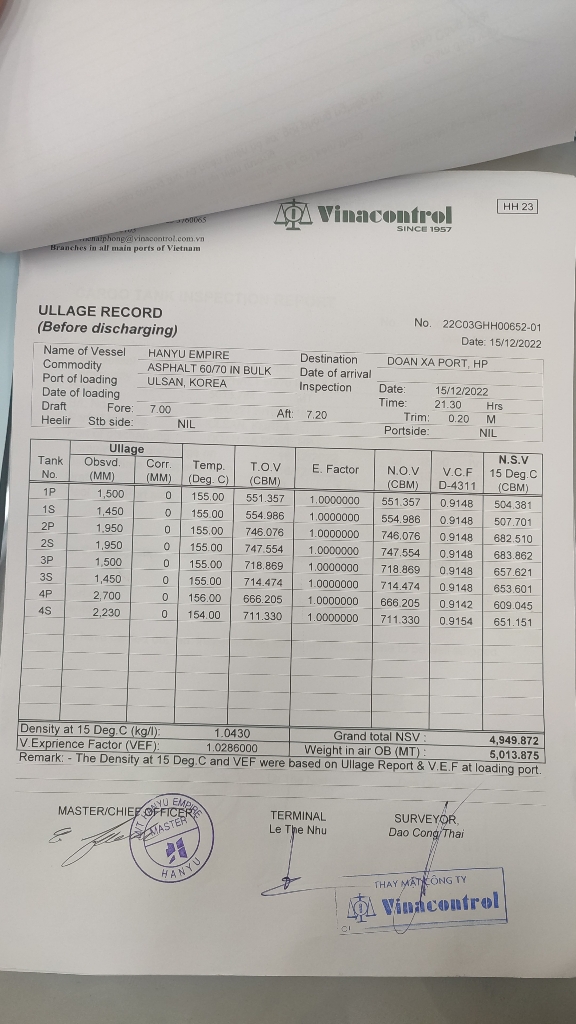 HH 23
Vinacontrol
SINCE 1957
@vinacontrol.com.vn
Branches in all main ports of Vietnam
ULLAGE RECORD
(Before discharging)
No. 22C03GHH00652-01
Date: 15/12/2022
Name of Vessel HANYU EMPIRE Destination DOAN XA PORT, HP
Commodity ASPHALT 60/70 IN BULK Date of arrival
Port of loading ULSAN, KOREA Inspection Date: 15/12/2022
Date of loading Time: 21.30 Hrs
Draft Fore: 7.00 Aft: 7.20 Trim: 0.20 M
Heelir Stb side: NIL Portside: NIL
Tank No. Ullage Obsvd. (MM) Corr. (MM) Temp. (Deg. C) T.O.V (CBM) E. Factor N.O.V (CBM) V.C.F D-4311 N.S.V 15 Deg.C (CBM)
1P 1,500 0 155.00 551.357 1.0000000 551.357 0.9148 504.381
1S 1,450 0 155.00 554.986 1.0000000 554.986 0.9148 507.701
2P 1,950 0 155.00 746.076 1.0000000 746.076 0.9148 682.510
2S 1,950 0 155.00 747.554 1.0000000 747.554 0.9148 683.862
3P 1,500 0 155.00 718.869 1.0000000 718.869 0.9148 657.621
3S 1,450 0 155.00 714.474 1.0000000 714.474 0.9148 653.601
4P 2,700 0 156.00 666.205 1.0000000 666.205 0.9142 609.045
4S 2,230 0 154.00 711.330 1.0000000 711.330 0.9154 651.151
Density at 15 Deg.C (kg/l): 1.0430 Grand total NSV : 4,949.872
V.Exprience Factor (VEF): 1.0286000 Weight in air OB (MT) : 5,013.875
Remark: - The Density at 15 Deg.C and VEF were based on Ullage Report & V.E.F at loading port.
MASTER/CHIEF OFFICER TERMINAL SURVEYOR
Le The Nhu Dao Cong Thai
M/T HANYU EMPIRE
MASTER
HANYU
THAY MẶT CÔNG TY
Vinacontrol